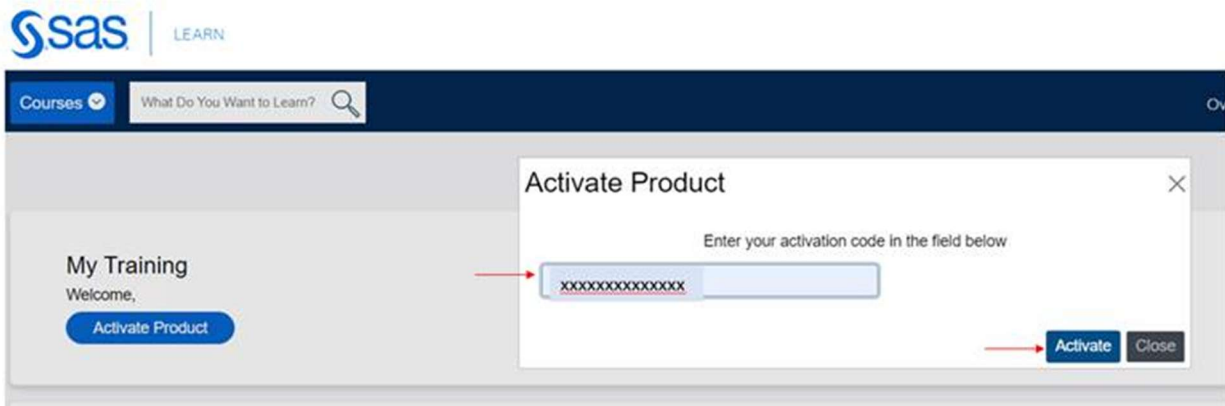 sas LEARN
Courses What Do You Want to Learn? Ov
Activate Product
Enter your activation code in the field below
xxxxxxxxxxxxxx
Activate Close
My Training
Welcome,
Activate Product